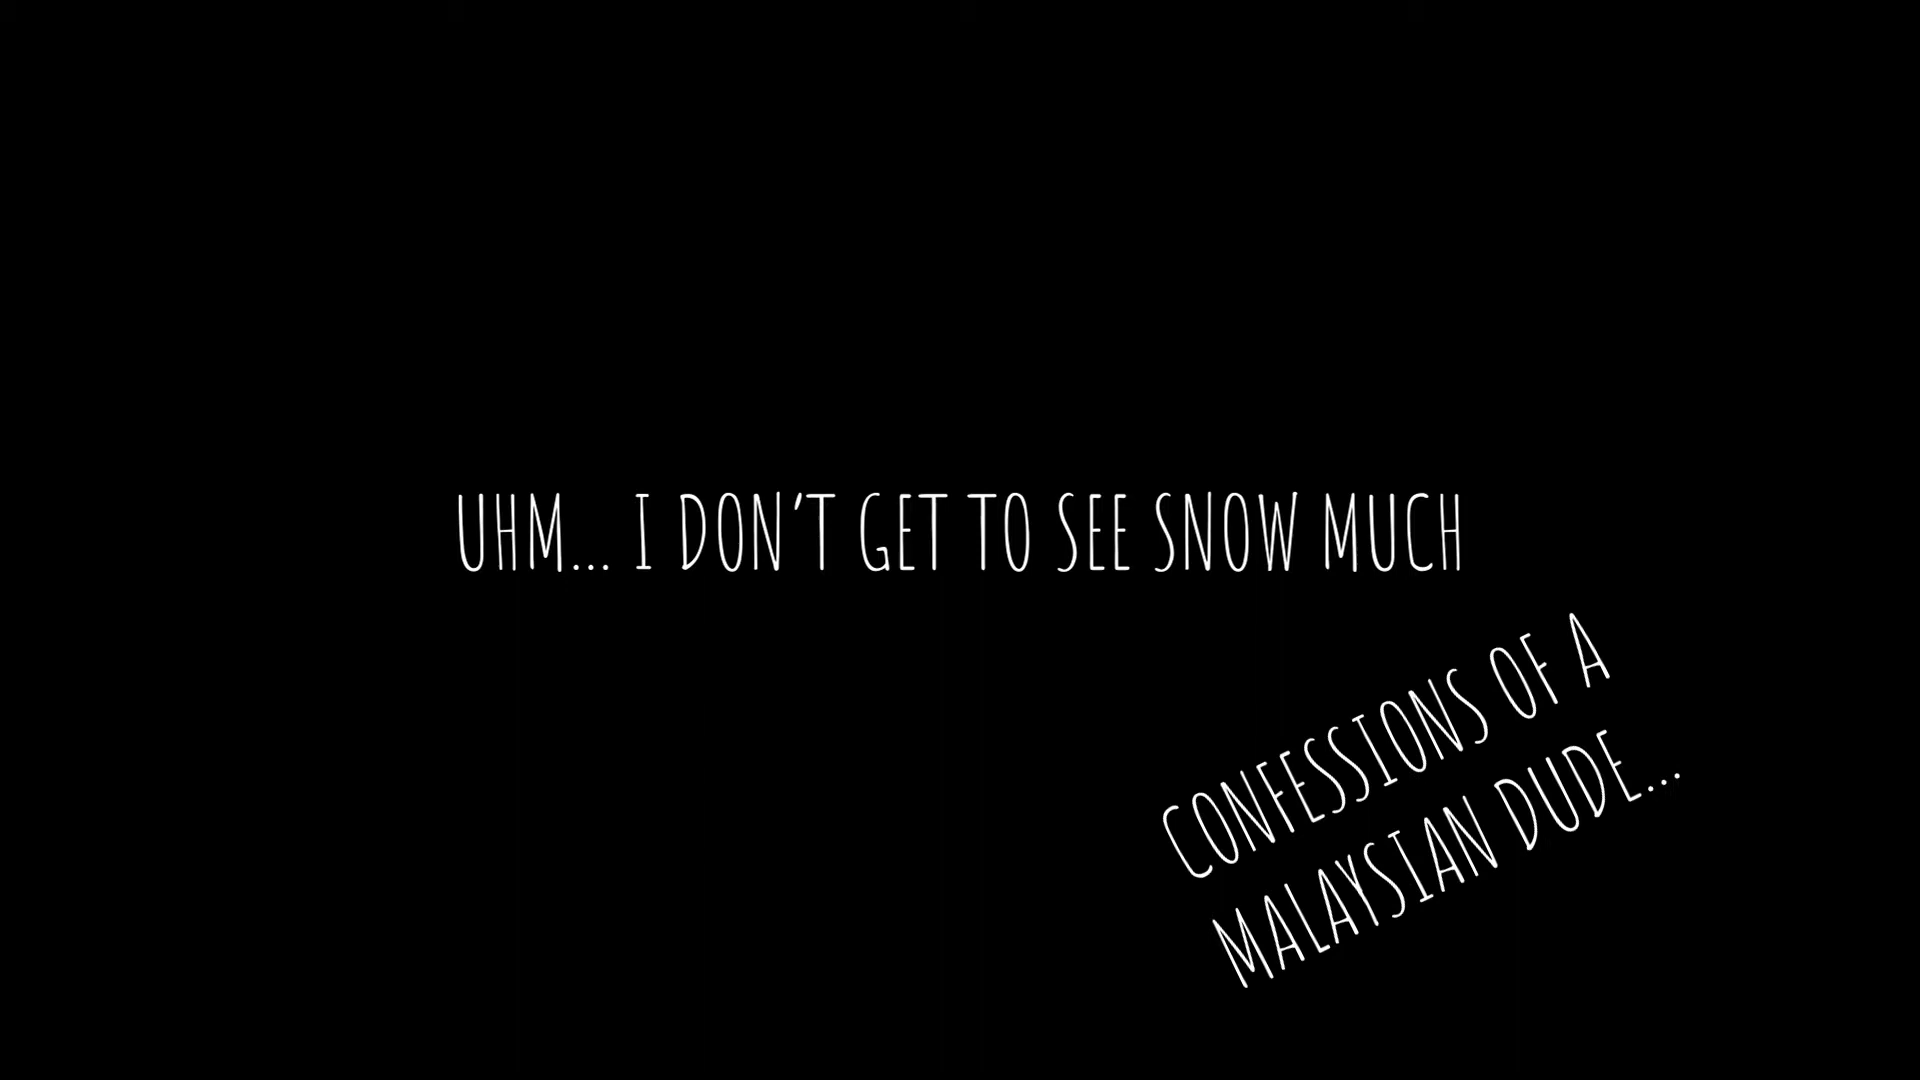 UHM... I DON'T GET TO SEE SNOW MUCH
CONFESSIONS OF A
MALAYSIAN DUDE...